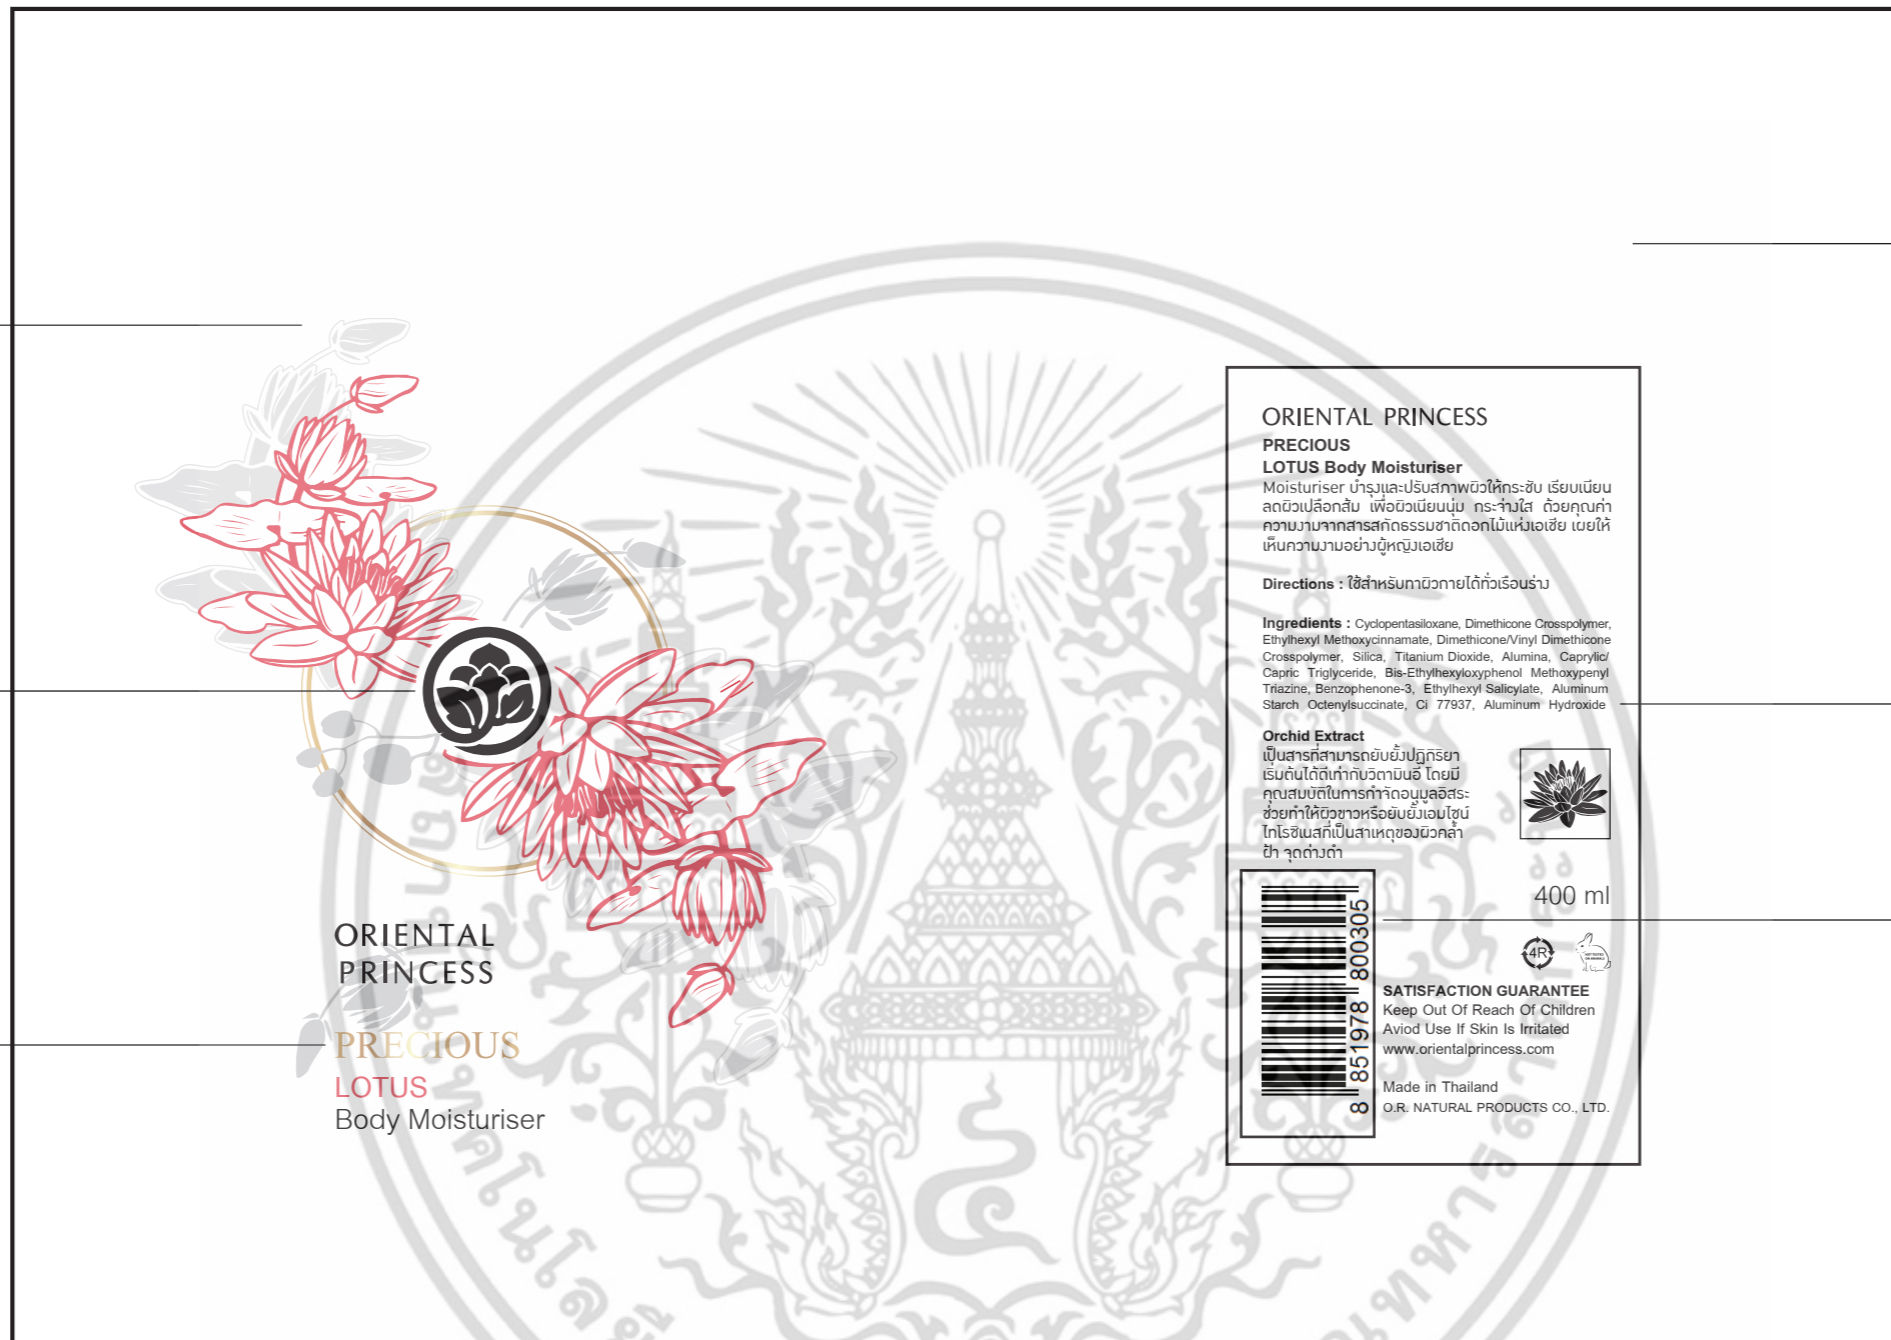 ORIENTAL
PRINCESS
PRECIOUS
LOTUS
Body Moisturiser
ORIENTAL PRINCESS
PRECIOUS
LOTUS Body Moisturiser
Moisturiser บำรุงและปรับสภาพผิวให้กระชับ เรียบเนียน
ลดผิวเปลือกส้ม เพื่อผิวเนียนนุ่ม กระจ่างใส ด้วยคุณค่า
ความงามจากสารสกัดธรรมชาติดอกไม้แห่งเอเชีย เผยให้
เห็นความงามอย่างผู้หญิงเอเชีย
Directions : ใช้สำหรับทาผิวกายได้ทั่วเรือนร่าง
Ingredients : Cyclopentasiloxane, Dimethicone Crosspolymer,
Ethylhexyl Methoxycinnamate, Dimethicone/Vinyl Dimethicone
Crosspolymer, Silica, Titanium Dioxide, Alumina, Caprylic/
Capric Triglyceride, Bis-Ethylhexyloxyphenol Methoxypenyl
Triazine, Benzophenone-3, Ethylhexyl Salicylate, Aluminum
Starch Octenylsuccinate, Ci 77937, Aluminum Hydroxide
Orchid Extract
เป็นสารที่สามารถยับยั้งปฏิกิริยา
เริ่มต้นได้ดีเท่ากับวิตามินอี โดยมี
คุณสมบัติในการกำจัดอนุมูลอิสระ
ช่วยทำให้ผิวขาวหรือยับยั้งเอมไซน์
ไทโรซิเนสที่เป็นสาเหตุของผิวคล้ำ
ฝ้า จุดด่างดำ
400 ml
8 851978 800305
4R
NOT TESTED
ON ANIMALS
SATISFACTION GUARANTEE
Keep Out Of Reach Of Children
Aviod Use If Skin Is Irritated
www.orientalprincess.com
Made in Thailand
O.R. NATURAL PRODUCTS CO., LTD.